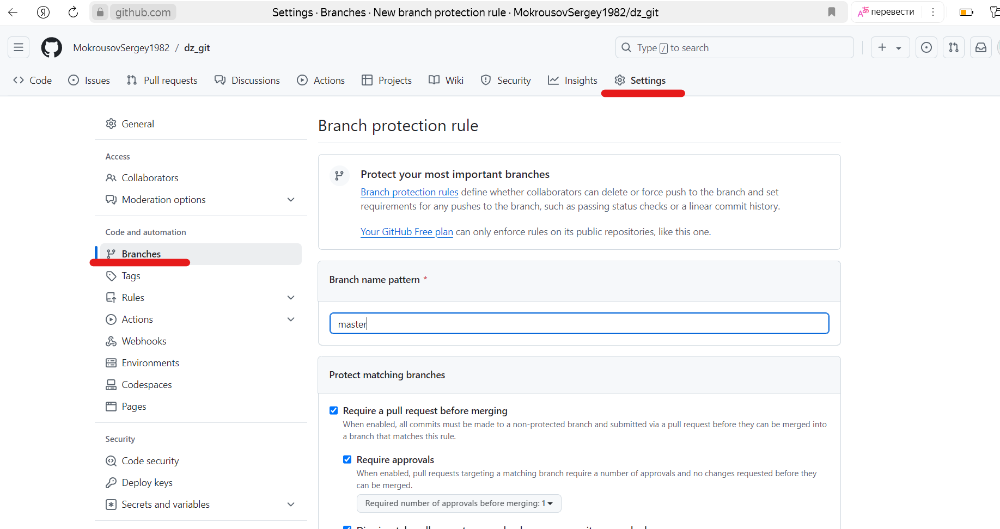 github.com
Settings · Branches · New branch protection rule · MokrousovSergey1982/dz_git
перевести
MokrousovSergey1982 / dz_git
Type / to search
Code
Issues
Pull requests
Discussions
Actions
Projects
Wiki
Security
Insights
Settings
General
Access
Collaborators
Moderation options
Code and automation
Branches
Tags
Rules
Actions
Webhooks
Environments
Codespaces
Pages
Security
Code security
Deploy keys
Secrets and variables
Branch protection rule
Protect your most important branches
Branch protection rules define whether collaborators can delete or force push to the branch and set
requirements for any pushes to the branch, such as passing status checks or a linear commit history.
Your GitHub Free plan can only enforce rules on its public repositories, like this one.
Branch name pattern *
master
Protect matching branches
Require a pull request before merging
When enabled, all commits must be made to a non-protected branch and submitted via a pull request before they can be merged into
a branch that matches this rule.
Require approvals
When enabled, pull requests targeting a matching branch require a number of approvals and no changes requested before they
can be merged.
Required number of approvals before merging: 1